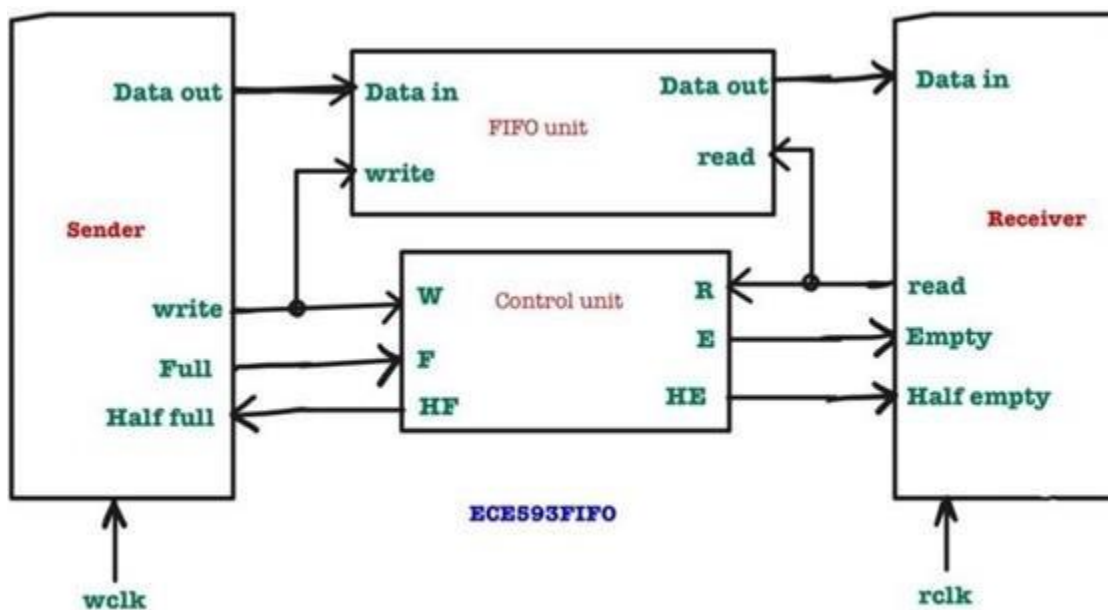 Sender
Data out
write
Full
Half full
wclk
FIFO unit
Data in
write
Data out
read
Control unit
W
F
HF
R
E
HE
Receiver
Data in
read
Empty
Half empty
rclk
ECE593FIFO